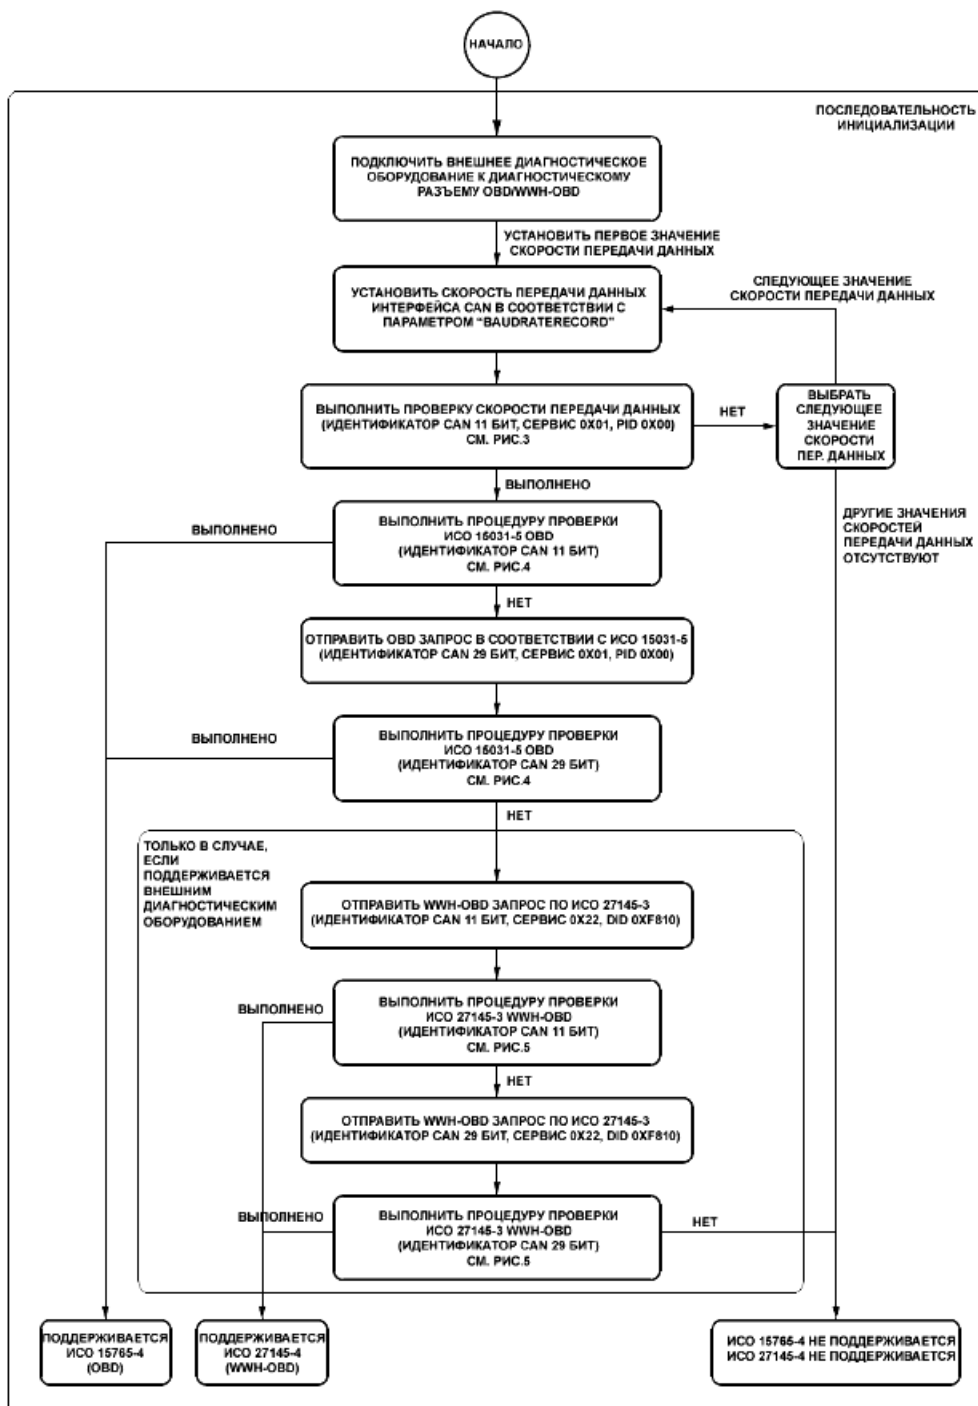 НАЧАЛО
ПОСЛЕДОВАТЕЛЬНОСТЬ
ИНИЦИАЛИЗАЦИИ
ПОДКЛЮЧИТЬ ВНЕШНЕЕ ДИАГНОСТИЧЕСКОЕ
ОБОРУДОВАНИЕ К ДИАГНОСТИЧЕСКОМУ
РАЗЪЕМУ OBD/WWH-OBD
УСТАНОВИТЬ ПЕРВОЕ ЗНАЧЕНИЕ
СКОРОСТИ ПЕРЕДАЧИ ДАННЫХ
СЛЕДУЮЩЕЕ ЗНАЧЕНИЕ
СКОРОСТИ ПЕРЕДАЧИ ДАННЫХ
УСТАНОВИТЬ СКОРОСТЬ ПЕРЕДАЧИ ДАННЫХ
ИНТЕРФЕЙСА CAN В СООТВЕТСТВИИ С
ПАРАМЕТРОМ “BAUDRATERECORD”
ВЫПОЛНИТЬ ПРОВЕРКУ СКОРОСТИ ПЕРЕДАЧИ ДАННЫХ
(ИДЕНТИФИКАТОР CAN 11 БИТ, СЕРВИС 0X01, PID 0X00)
СМ. РИС.3
НЕТ
ВЫБРАТЬ
СЛЕДУЮЩЕЕ
ЗНАЧЕНИЕ
СКОРОСТИ
ПЕР. ДАННЫХ
ВЫПОЛНЕНО
ВЫПОЛНЕНО
ВЫПОЛНИТЬ ПРОЦЕДУРУ ПРОВЕРКИ
ИСО 15031-5 OBD
(ИДЕНТИФИКАТОР CAN 11 БИТ)
СМ. РИС.4
ДРУГИЕ ЗНАЧЕНИЯ
СКОРОСТЕЙ
ПЕРЕДАЧИ ДАННЫХ
ОТСУТСТВУЮТ
НЕТ
ОТПРАВИТЬ OBD ЗАПРОС В СООТВЕТСТВИИ С ИСО 15031-5
(ИДЕНТИФИКАТОР CAN 29 БИТ, СЕРВИС 0X01, PID 0X00)
ВЫПОЛНЕНО
ВЫПОЛНИТЬ ПРОЦЕДУРУ ПРОВЕРКИ
ИСО 15031-5 OBD
(ИДЕНТИФИКАТОР CAN 29 БИТ)
СМ. РИС.4
НЕТ
ТОЛЬКО В СЛУЧАЕ,
ЕСЛИ
ПОДДЕРЖИВАЕТСЯ
ВНЕШНИМ
ДИАГНОСТИЧЕСКИМ
ОБОРУДОВАНИЕМ
ОТПРАВИТЬ WWH-OBD ЗАПРОС ПО ИСО 27145-3
(ИДЕНТИФИКАТОР CAN 11 БИТ, СЕРВИС 0X22, DID 0XF810)
ВЫПОЛНЕНО
ВЫПОЛНИТЬ ПРОЦЕДУРУ ПРОВЕРКИ
ИСО 27145-3 WWH-OBD
(ИДЕНТИФИКАТОР CAN 11 БИТ)
СМ. РИС.5
НЕТ
ОТПРАВИТЬ WWH-OBD ЗАПРОС ПО ИСО 27145-3
(ИДЕНТИФИКАТОР CAN 29 БИТ, СЕРВИС 0X22, DID 0XF810)
ВЫПОЛНЕНО
ВЫПОЛНИТЬ ПРОЦЕДУРУ ПРОВЕРКИ
ИСО 27145-3 WWH-OBD
(ИДЕНТИФИКАТОР CAN 29 БИТ)
СМ. РИС.5
НЕТ
ПОДДЕРЖИВАЕТСЯ
ИСО 15765-4
(OBD)
ПОДДЕРЖИВАЕТСЯ
ИСО 27145-4
(WWH-OBD)
ИСО 15765-4 НЕ ПОДДЕРЖИВАЕТСЯ
ИСО 27145-4 НЕ ПОДДЕРЖИВАЕТСЯ